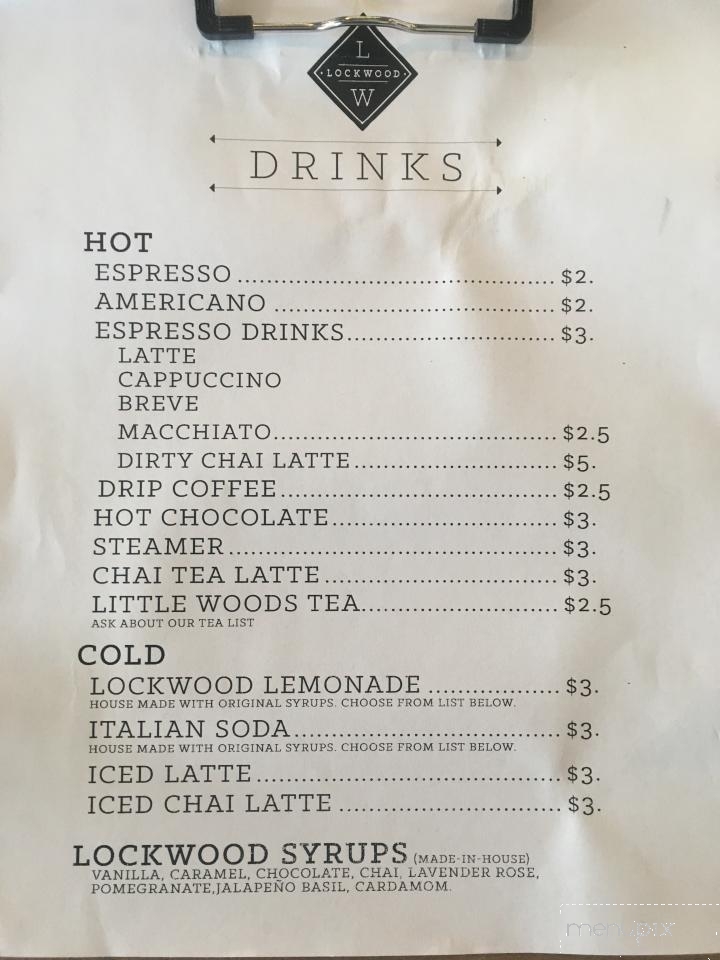 L
LOCKWOOD
W
DRINKS
HOT
ESPRESSO ........................................... $2.
AMERICANO ...................................... $2.
ESPRESSO DRINKS............................ $3.
LATTE
CAPPUCCINO
BREVE
MACCHIATO....................................... $2.5
DIRTY CHAI LATTE............................ $5.
DRIP COFFEE...................................... $2.5
HOT CHOCOLATE............................... $3.
STEAMER............................................. $3.
CHAI TEA LATTE................................ $3.
LITTLE WOODS TEA........................... $2.5
ASK ABOUT OUR TEA LIST
COLD
LOCKWOOD LEMONADE .................. $3.
HOUSE MADE WITH ORIGINAL SYRUPS. CHOOSE FROM LIST BELOW.
ITALIAN SODA.................................... $3.
HOUSE MADE WITH ORIGINAL SYRUPS. CHOOSE FROM LIST BELOW.
ICED LATTE......................................... $3.
ICED CHAI LATTE .............................. $3.
LOCKWOOD SYRUPS (MADE-IN-HOUSE)
VANILLA, CARAMEL, CHOCOLATE, CHAI, LAVENDER ROSE,
POMEGRANATE,JALAPEÑO BASIL, CARDAMOM.